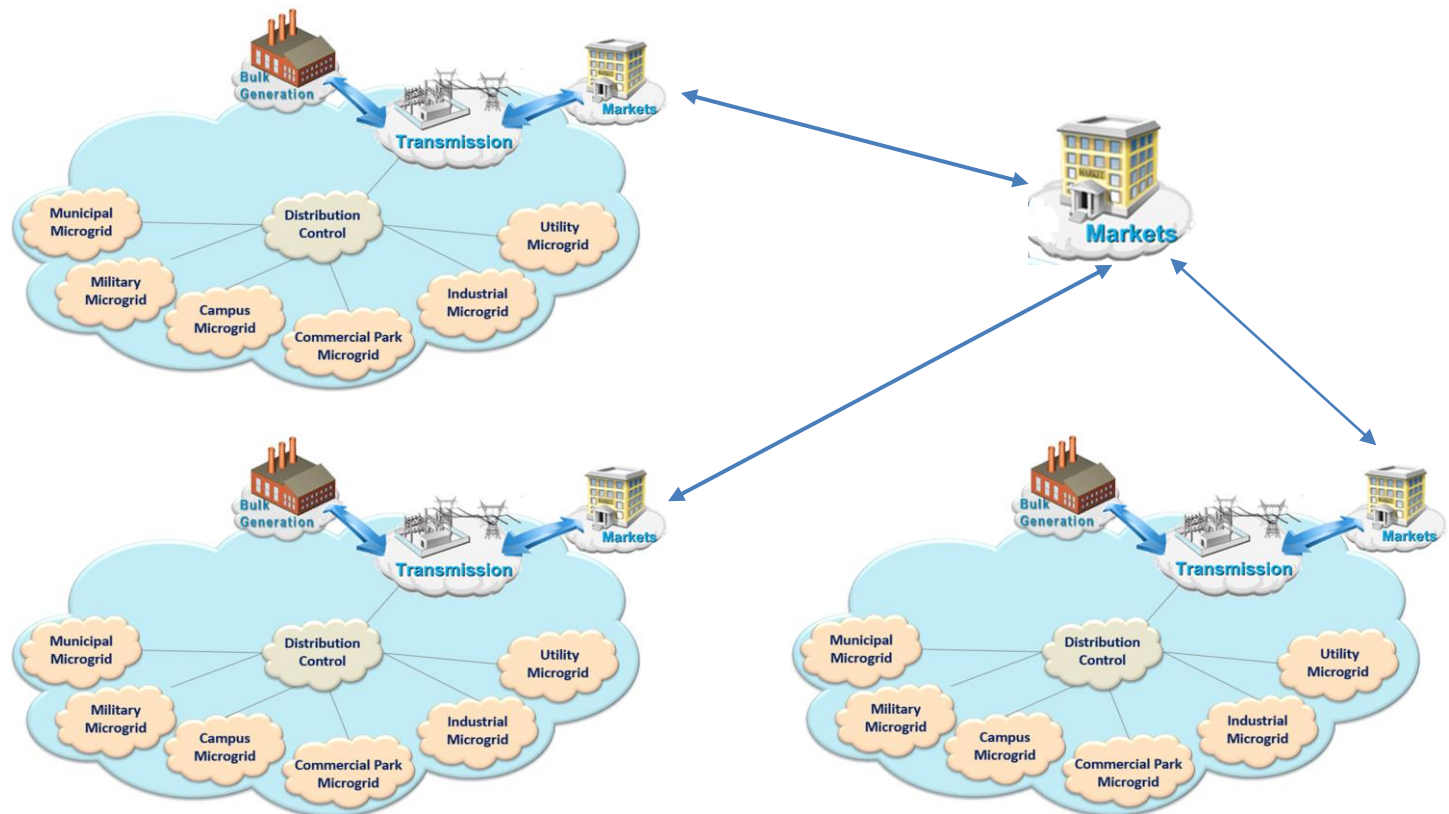 Bulk
Generation
Markets
Transmission
Municipal
Microgrid
Distribution
Control
Utility
Microgrid
Military
Microgrid
Campus
Microgrid
Commercial Park
Microgrid
Industrial
Microgrid
MARKET
Markets
Bulk
Generation
Markets
Transmission
Municipal
Microgrid
Distribution
Control
Utility
Microgrid
Military
Microgrid
Campus
Microgrid
Commercial Park
Microgrid
Industrial
Microgrid
Bulk
Generation
Markets
Transmission
Municipal
Microgrid
Distribution
Control
Utility
Microgrid
Military
Microgrid
Campus
Microgrid
Commercial Park
Microgrid
Industrial
Microgrid